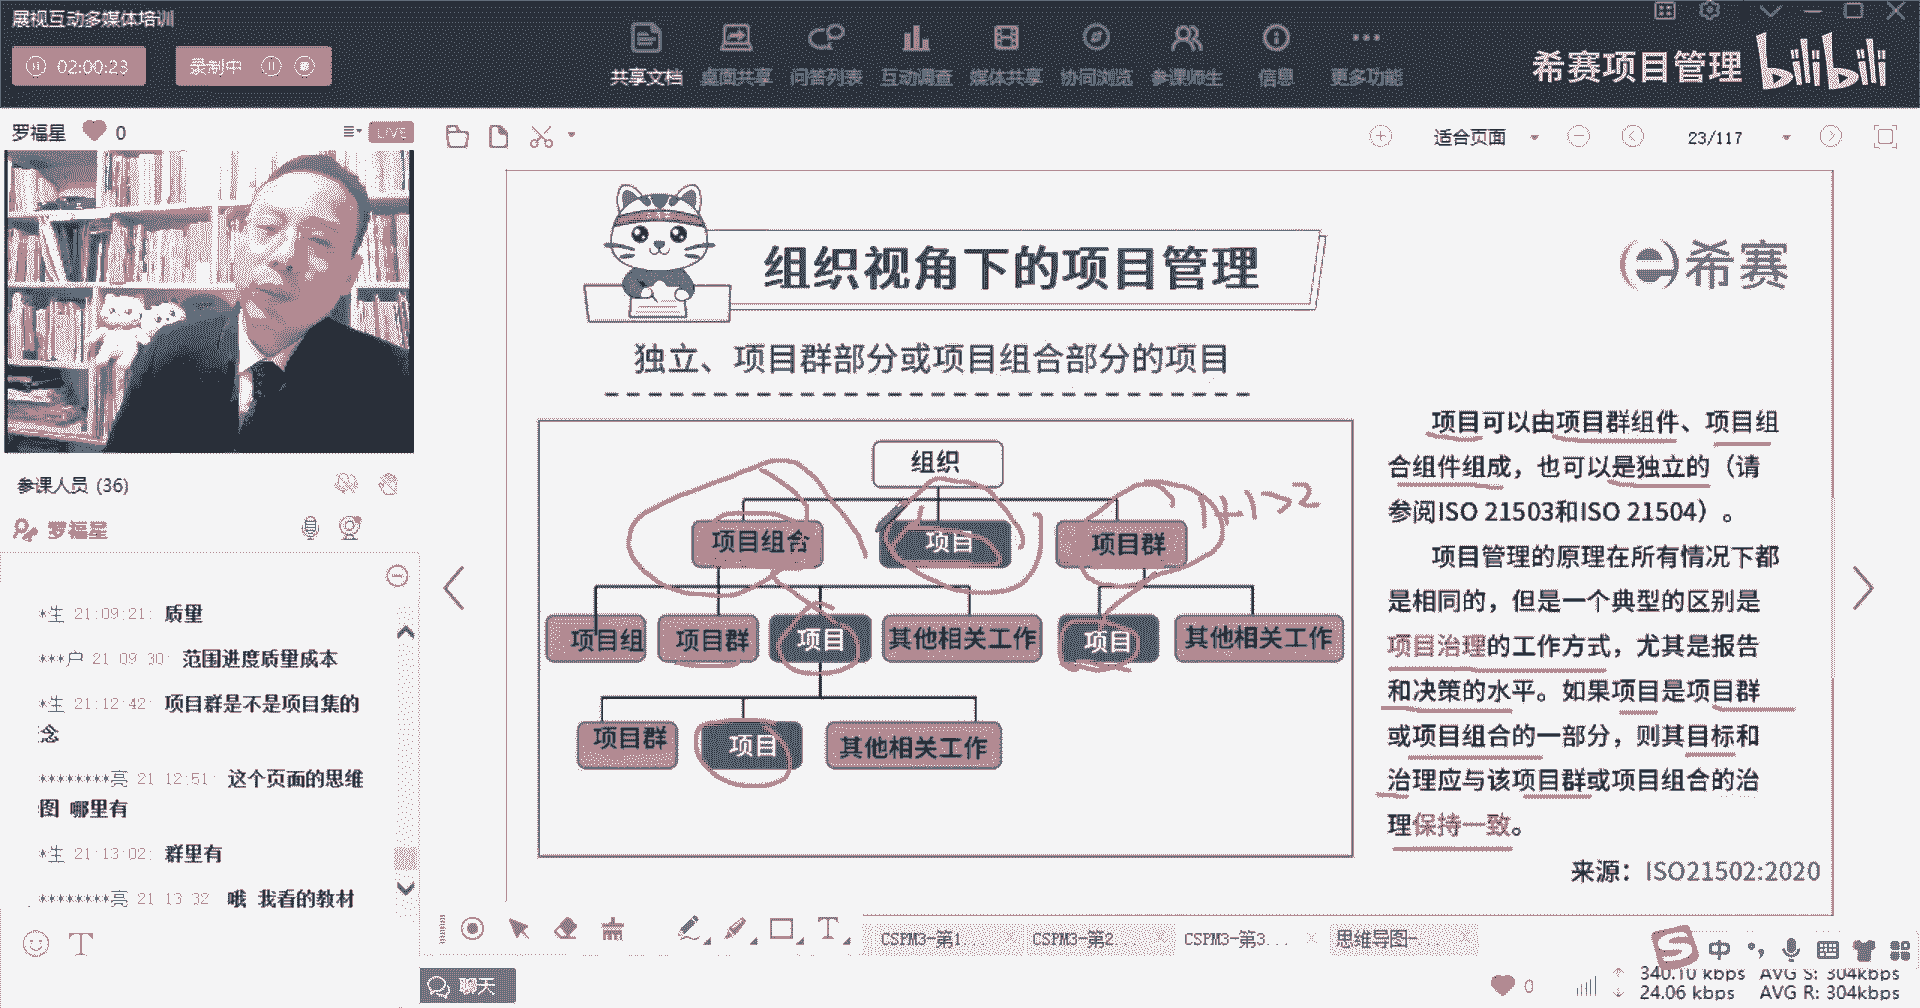 展视互动多媒体培训
02:00:23
录制中
共享文档 桌面共享 问答列表 互动调查 媒体共享 协同浏览 参课师生 信息 更多功能
希赛项目管理 bilibili
罗福星 0 LIVE
适合页面 23/117
组织视角下的项目管理
希赛
独立、项目群部分或项目组合部分的项目
组织
项目组合 项目 项目群
1+1>2
项目组 项目群 项目 其他相关工作 项目 其他相关工作
项目群 项目 其他相关工作
项目可以由项目群组件、项目组
合组件组成，也可以是独立的（请
参阅ISO 21503和ISO 21504）。
项目管理的原理在所有情况下都
是相同的，但是一个典型的区别是
项目治理的工作方式，尤其是报告
和决策的水平。如果项目是项目群
或项目组合的一部分，则其目标和
治理应与该项目群或项目组合的治
理保持一致。
来源：ISO21502:2020
参课人员 (36)
罗福星
*生 21:09:21: 质里
***户 21:09:30: 范围进度质里成本
*生 21:12:42: 项目群是不是项目集的
念
********亮 21:12:51: 这个页面的思维
图 哪里有
*生 21:13:02: 群里有
********亮 21:13:32: 哦 我看的教材
T
T
CSPM3-第1... CSPM3-第2... CSPM3-第3... 思维导图-...
S 中
聊天
0
340.10 kbps AVG S: 304kbps
24.06 kbps AVG R: 304kbps